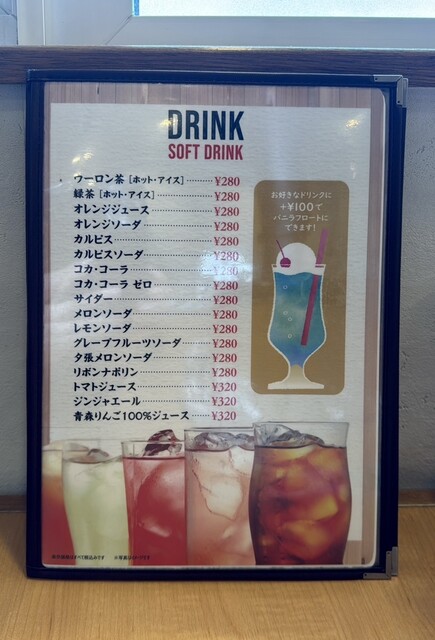 DRINK
SOFT DRINK
ウーロン茶 [ホット・アイス] ¥280
緑茶 [ホット・アイス] ¥280
オレンジジュース ¥280
オレンジソーダ ¥280
カルピス ¥280
カルピスソーダ ¥280
コカ・コーラ ¥280
コカ・コーラ ゼロ ¥280
サイダー ¥280
メロンソーダ ¥280
レモンソーダ ¥280
グレープフルーツソーダ ¥280
夕張メロンソーダ ¥280
リボンナポリン ¥280
トマトジュース ¥320
ジンジャエール ¥320
青森りんご100%ジュース ¥320
お好きなドリンクに
+¥100で
バニラフロートに
できます!